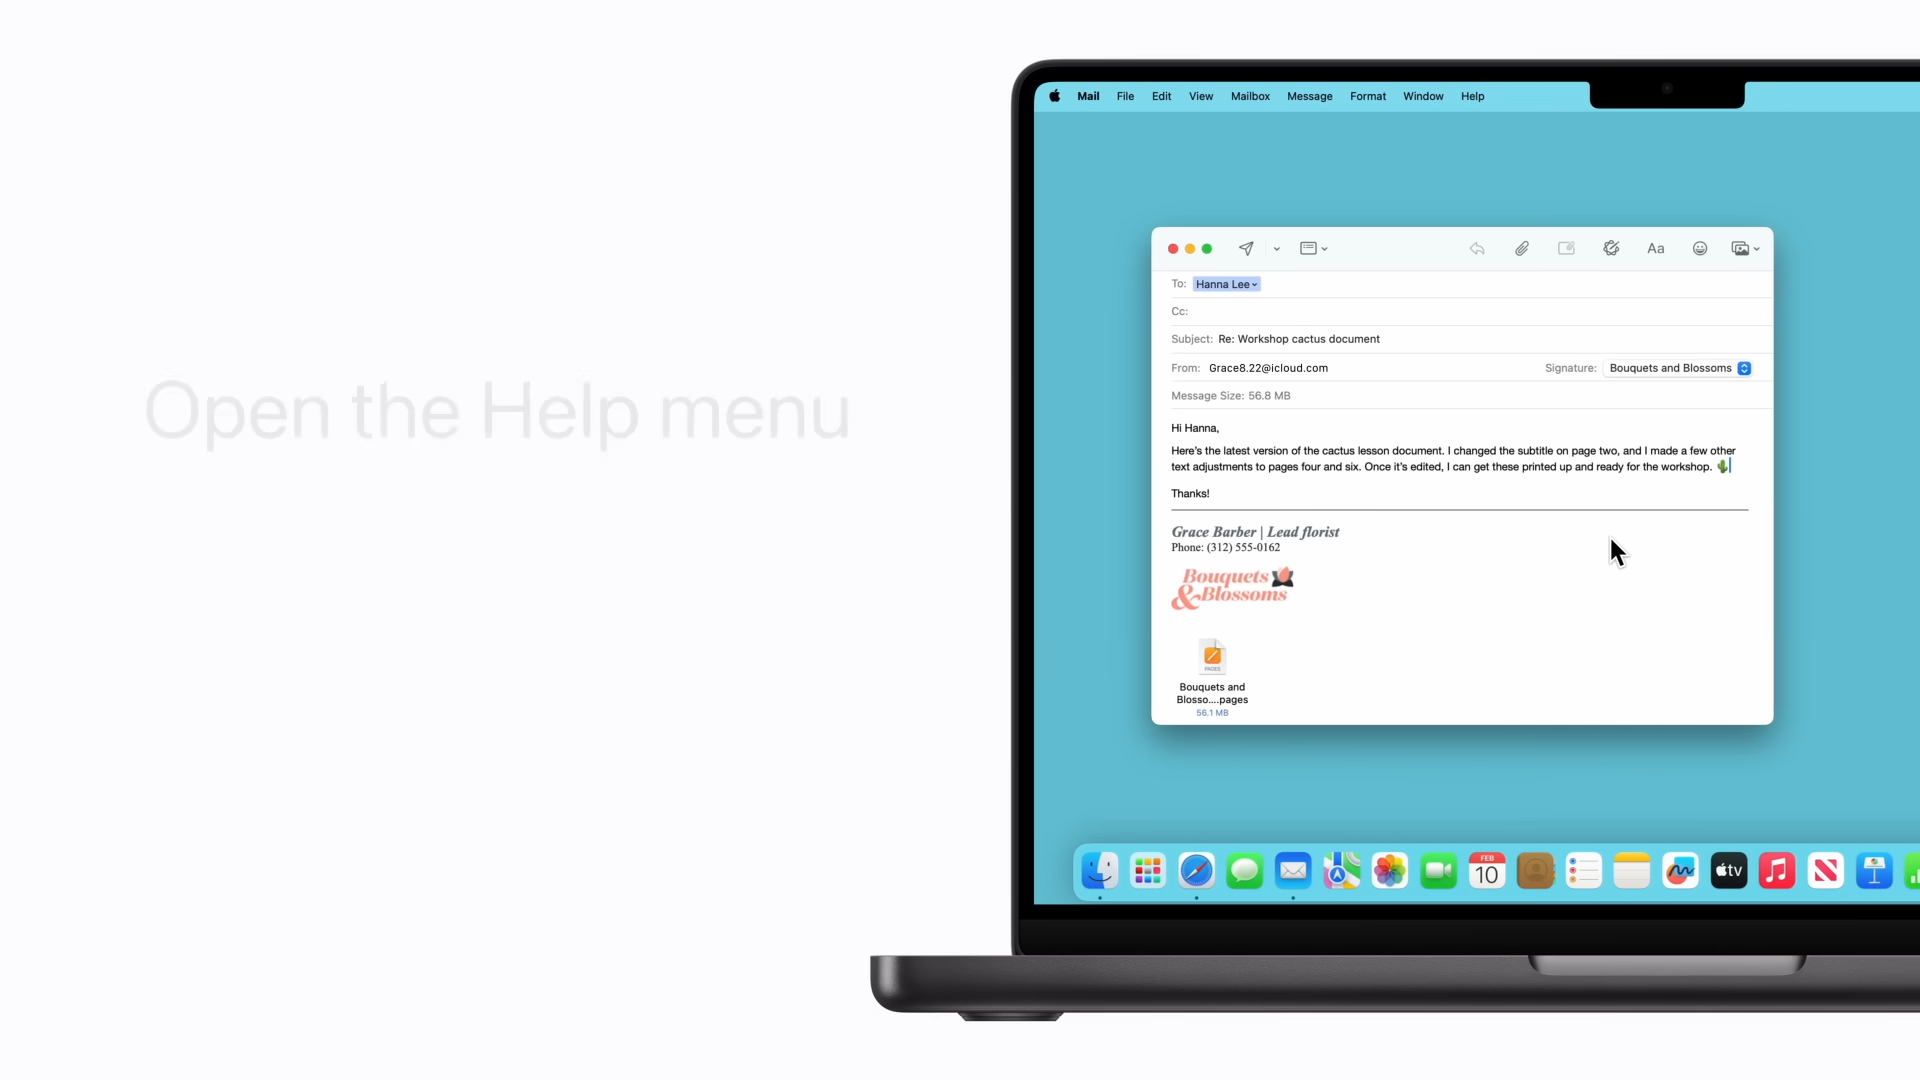 Open the Help menu
Mail File Edit View Mailbox Message Format Window Help
Aa
To: Hanna Lee
Cc:
Subject: Re: Workshop cactus document
From: Grace8.22@icloud.com Signature: Bouquets and Blossoms
Message Size: 56.8 MB
Hi Hanna,
Here’s the latest version of the cactus lesson document. I changed the subtitle on page two, and I made a few other
text adjustments to pages four and six. Once it’s edited, I can get these printed up and ready for the workshop. 🌵
Thanks!
Grace Barber | Lead florist
Phone: (312) 555-0162
Bouquets
&Blossoms
PAGES
Bouquets and
Blosso....pages
56.1 MB
FEB
10
tv